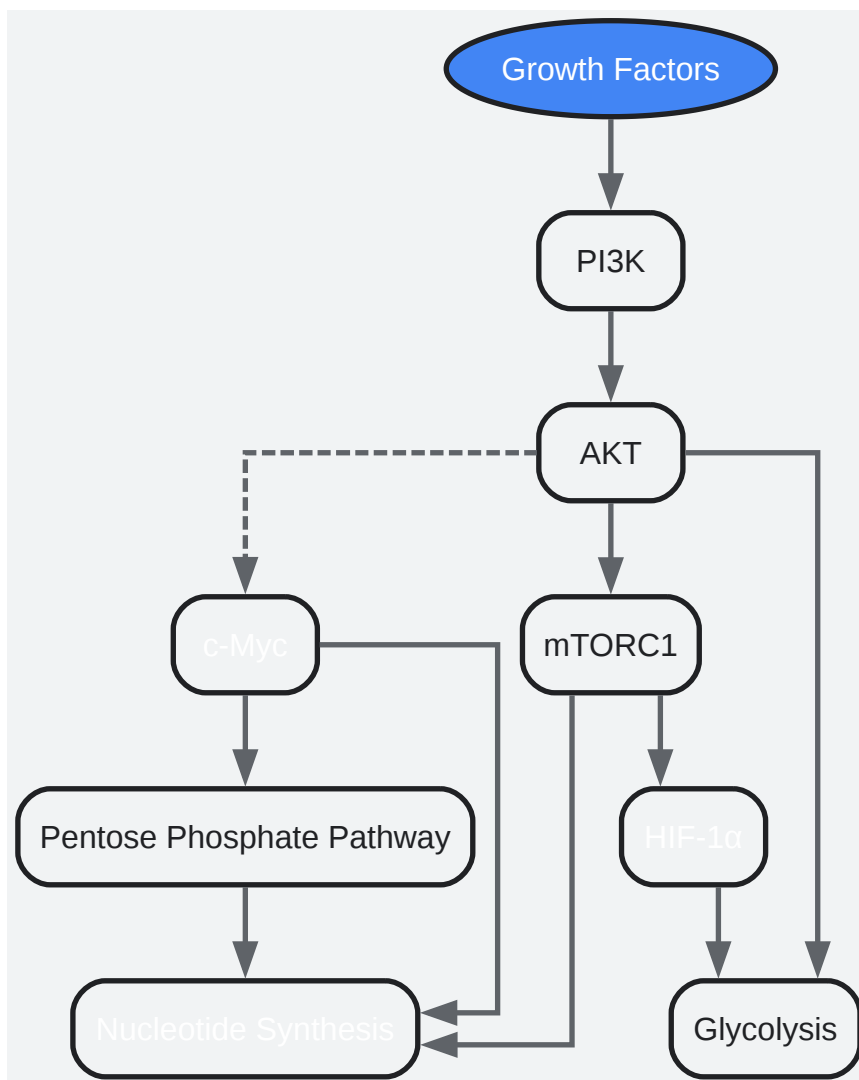 Growth Factors
PI3K
AKT
c-Myc
mTORC1
Pentose Phosphate Pathway
HIF-1α
Nucleotide Synthesis
Glycolysis